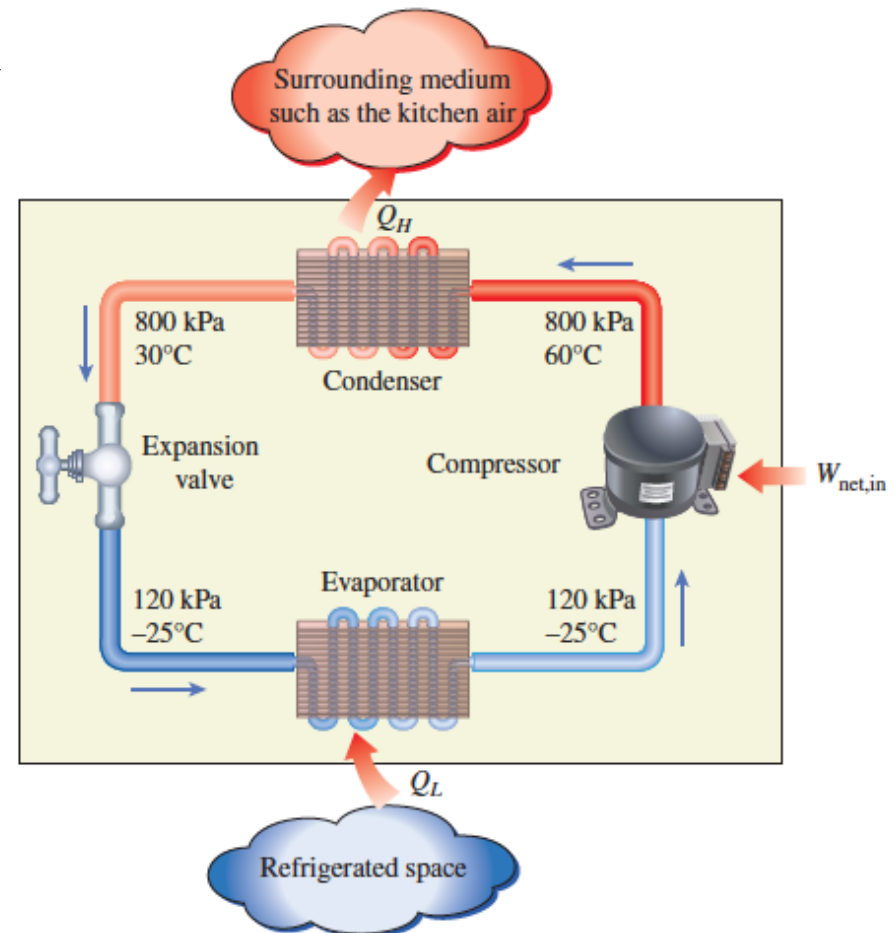 Surrounding medium
such as the kitchen air
Q_H
800 kPa
30°C
800 kPa
60°C
Condenser
Expansion
valve
Compressor
W_net,in
Evaporator
120 kPa
–25°C
120 kPa
–25°C
Q_L
Refrigerated space